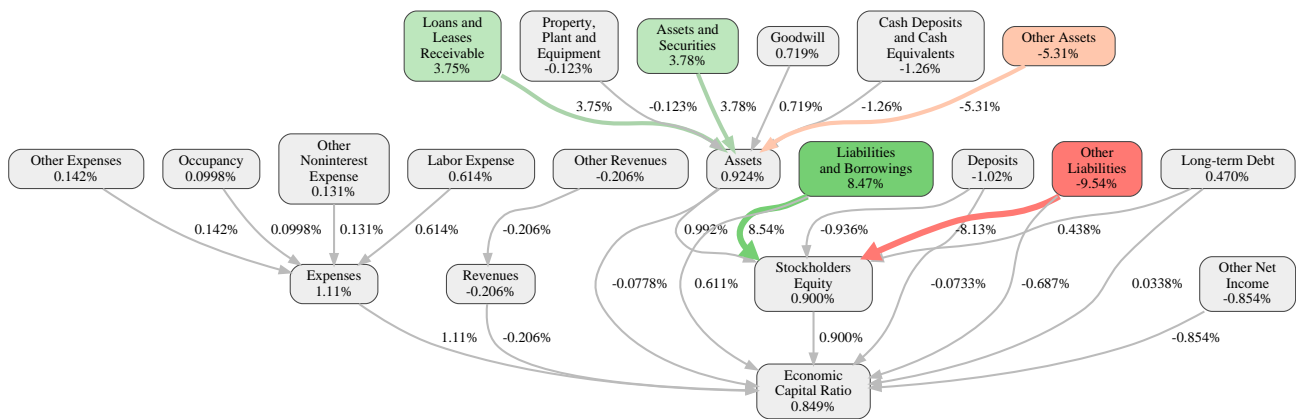 Loans and
Leases
Receivable
3.75%
Property,
Plant and
Equipment
-0.123%
Assets and
Securities
3.78%
Goodwill
0.719%
Cash Deposits
and Cash
Equivalents
-1.26%
Other Assets
-5.31%
3.75%
-0.123%
3.78%
0.719%
-1.26%
-5.31%
Other Expenses
0.142%
Occupancy
0.0998%
Other
Noninterest
Expense
0.131%
Labor Expense
0.614%
Other Revenues
-0.206%
Assets
0.924%
Liabilities
and Borrowings
8.47%
Deposits
-1.02%
Other
Liabilities
-9.54%
Long-term Debt
0.470%
0.142%
0.0998%
0.131%
0.614%
-0.206%
0.992%
8.54%
-0.936%
-8.13%
0.438%
Expenses
1.11%
Revenues
-0.206%
Stockholders
Equity
0.900%
Other Net
Income
-0.854%
-0.0778%
0.611%
-0.0733%
-0.687%
0.0338%
1.11%
-0.206%
0.900%
-0.854%
Economic
Capital Ratio
0.849%